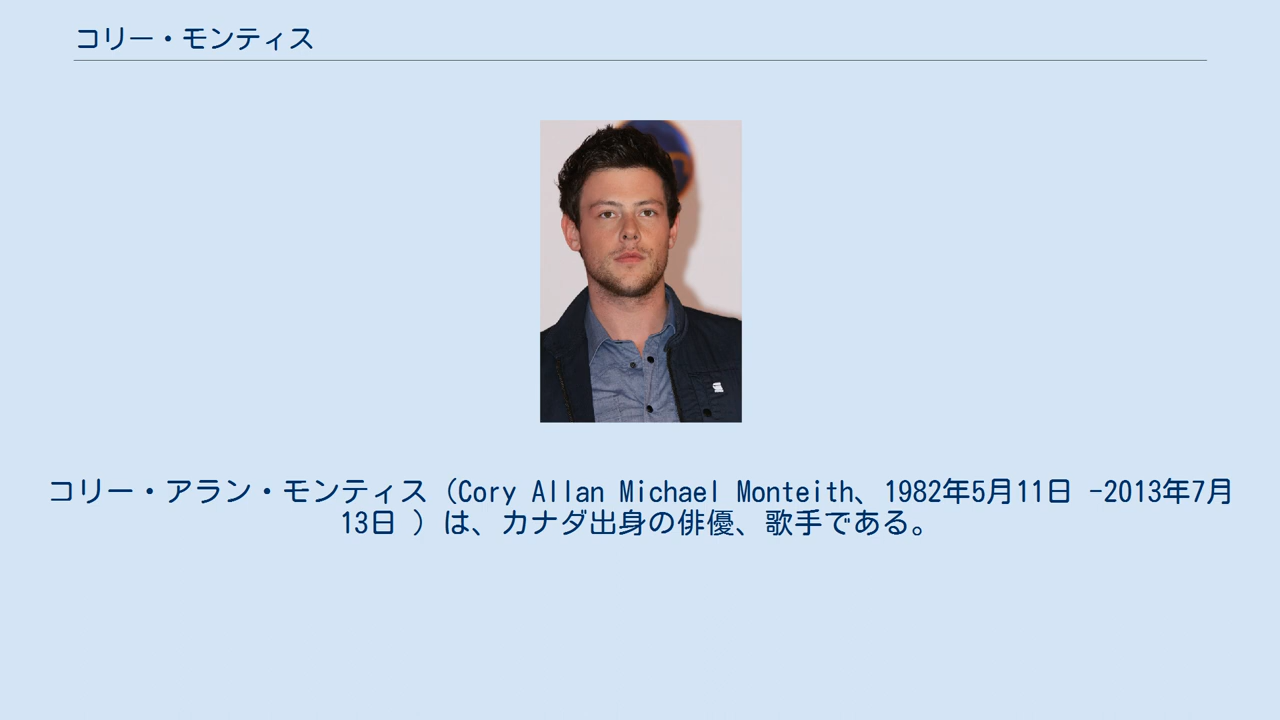 コリー・モンティス
コリー・アラン・モンティス（Cory Allan Michael Monteith、1982年5月11日 -2013年7月
13日 ）は、カナダ出身の俳優、歌手である。